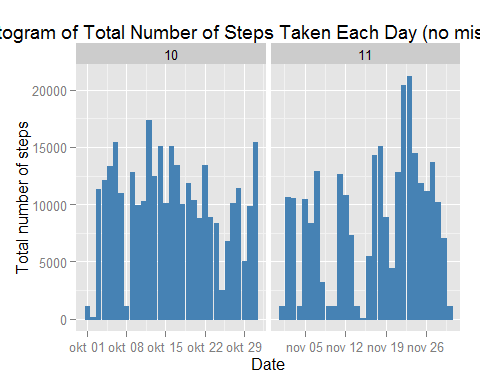 togram of Total Number of Steps Taken Each Day (no mis
10
11
Total number of steps
20000
15000
10000
5000
0
okt 01 okt 08 okt 15 okt 22 okt 29 nov 05 nov 12 nov 19 nov 26
Date